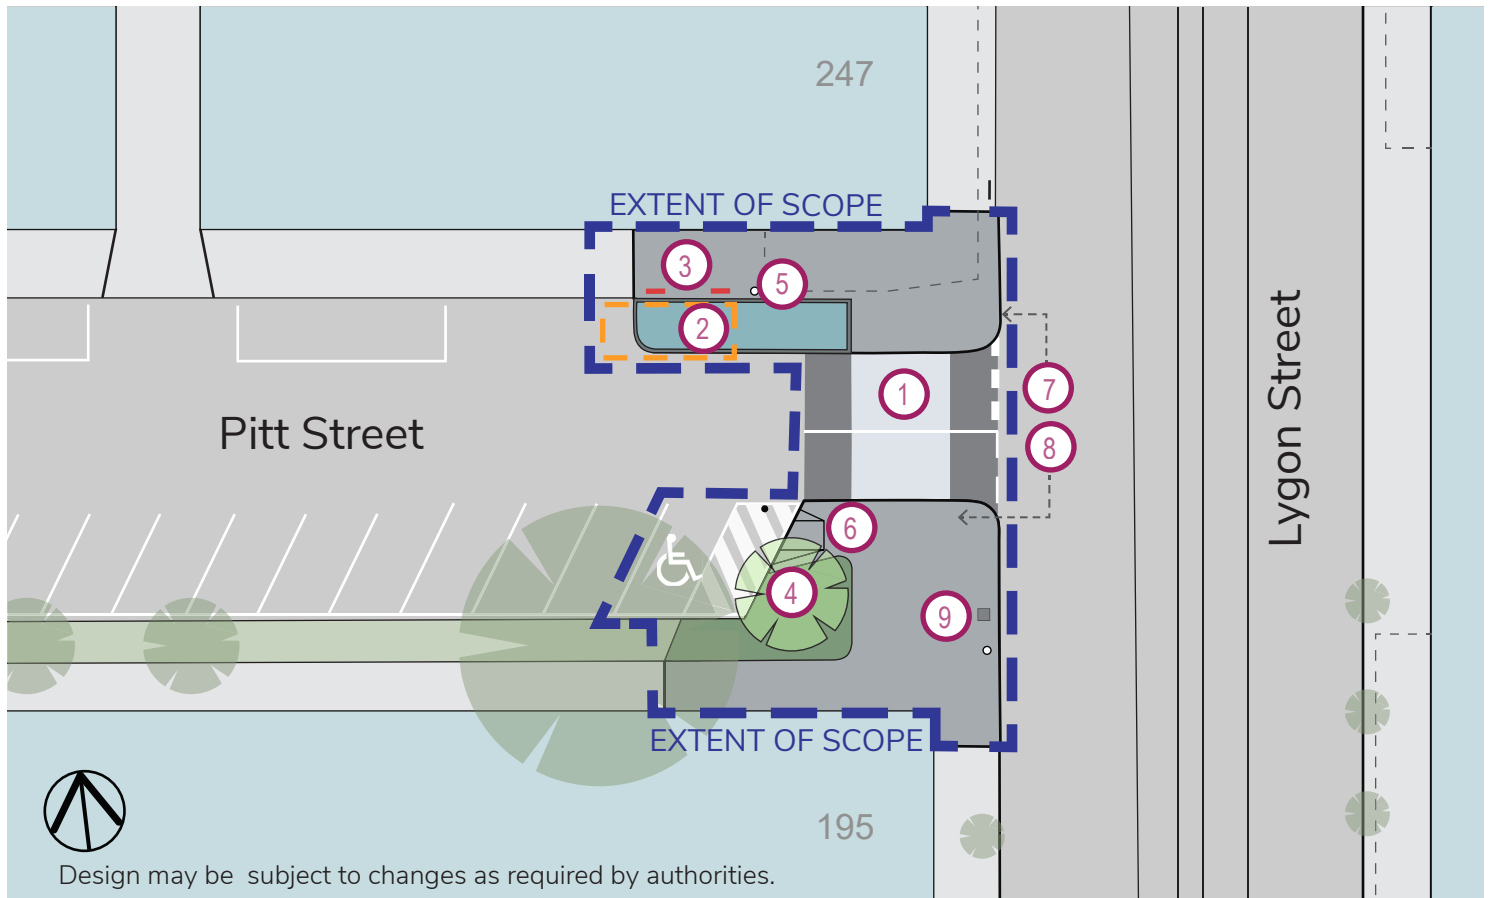 247
EXTENT OF SCOPE
3
5
2
1
7
Pitt Street
8
Lygon Street
6
4
9
EXTENT OF SCOPE
195
Design may be  subject to changes as required by authorities.